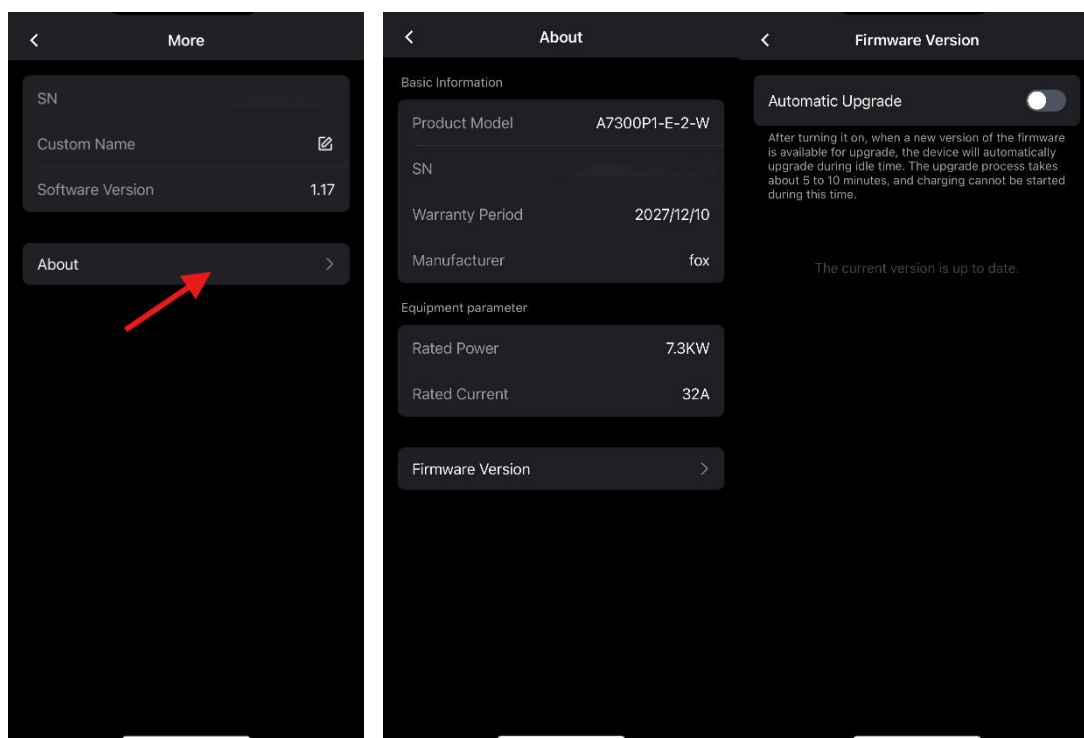 More
SN
Custom Name
Software Version 1.17
About
About
Basic Information
Product Model A7300P1-E-2-W
SN
Warranty Period 2027/12/10
Manufacturer fox
Equipment parameter
Rated Power 7.3KW
Rated Current 32A
Firmware Version
Firmware Version
Automatic Upgrade
After turning it on, when a new version of the firmware
is available for upgrade, the device will automatically
upgrade during idle time. The upgrade process takes
about 5 to 10 minutes, and charging cannot be started
during this time.
The current version is up to date.